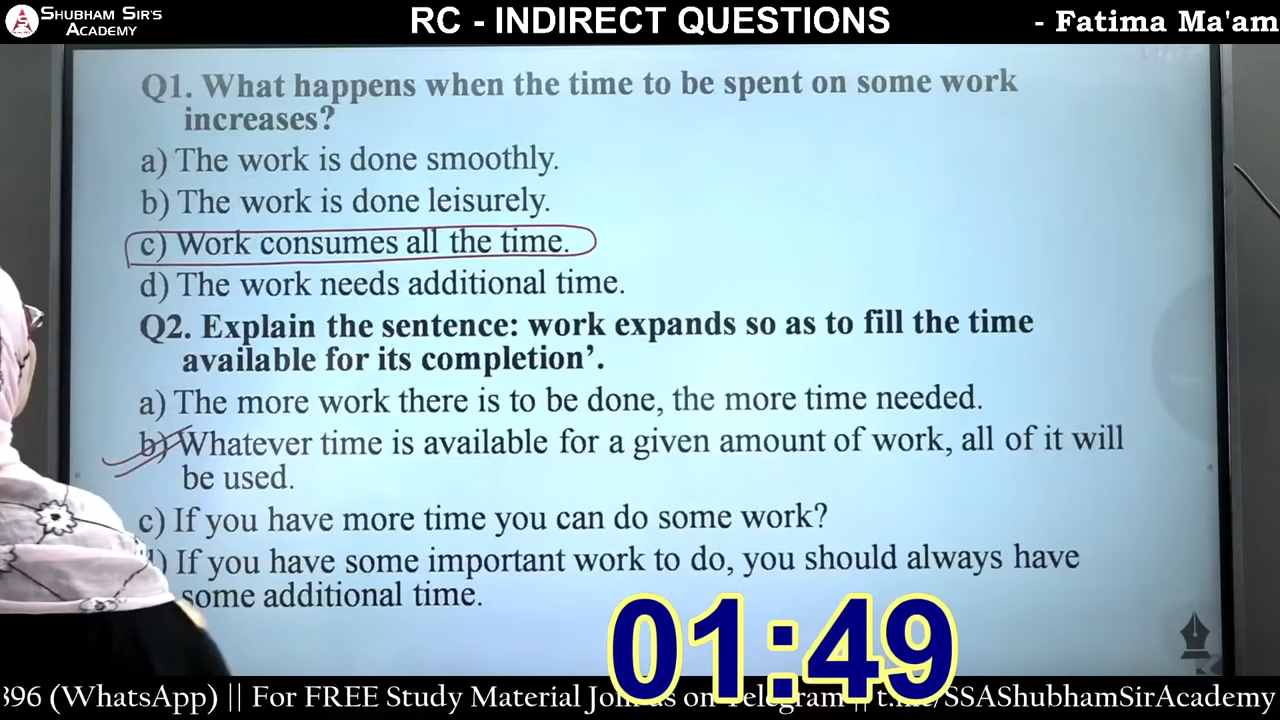 SHUBHAM SIR'S
ACADEMY
RC - INDIRECT QUESTIONS
- Fatima Ma'am
Q1. What happens when the time to be spent on some work
increases?
a) The work is done smoothly.
b) The work is done leisurely.
c) Work consumes all the time.
d) The work needs additional time.
Q2. Explain the sentence: work expands so as to fill the time
available for its completion’.
a) The more work there is to be done, the more time needed.
b) Whatever time is available for a given amount of work, all of it will
be used.
c) If you have more time you can do some work?
) If you have some important work to do, you should always have
some additional time.
01:49
396 (WhatsApp) || For FREE Study Material Join us on Telegram || t.me/SSAShubhamSirAcademy